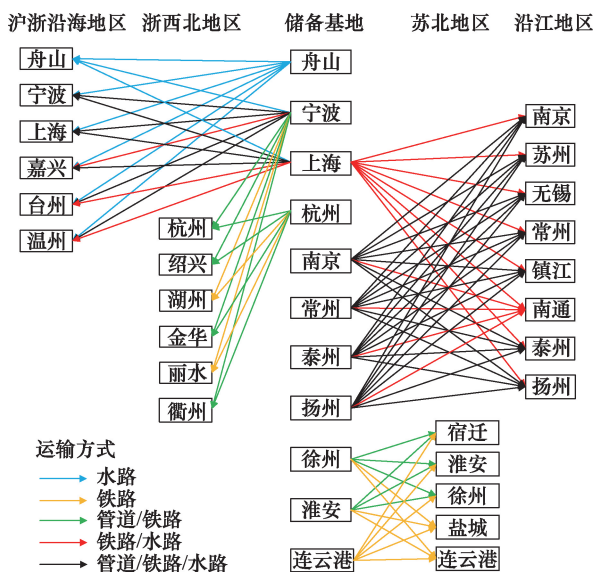 沪浙沿海地区 浙西北地区 储备基地 苏北地区 沿江地区
舟山
宁波
上海
嘉兴
台州
温州
杭州
绍兴
湖州
金华
丽水
衢州
舟山
宁波
上海
杭州
南京
常州
泰州
扬州
徐州
淮安
连云港
宿迁
淮安
徐州
盐城
连云港
南京
苏州
无锡
常州
镇江
南通
泰州
扬州
运输方式
水路
铁路
管道/铁路
铁路/水路
管道/铁路/水路